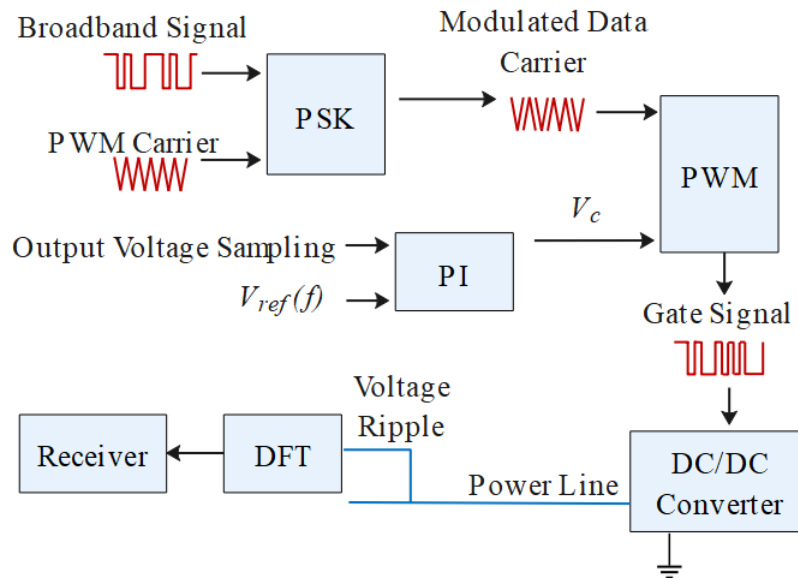 Broadband Signal
PWM Carrier
PSK
Modulated Data
Carrier
PWM
Output Voltage Sampling
Vref(f)
PI
Vc
Gate Signal
Voltage
Ripple
Receiver
DFT
Power Line
DC/DC
Converter